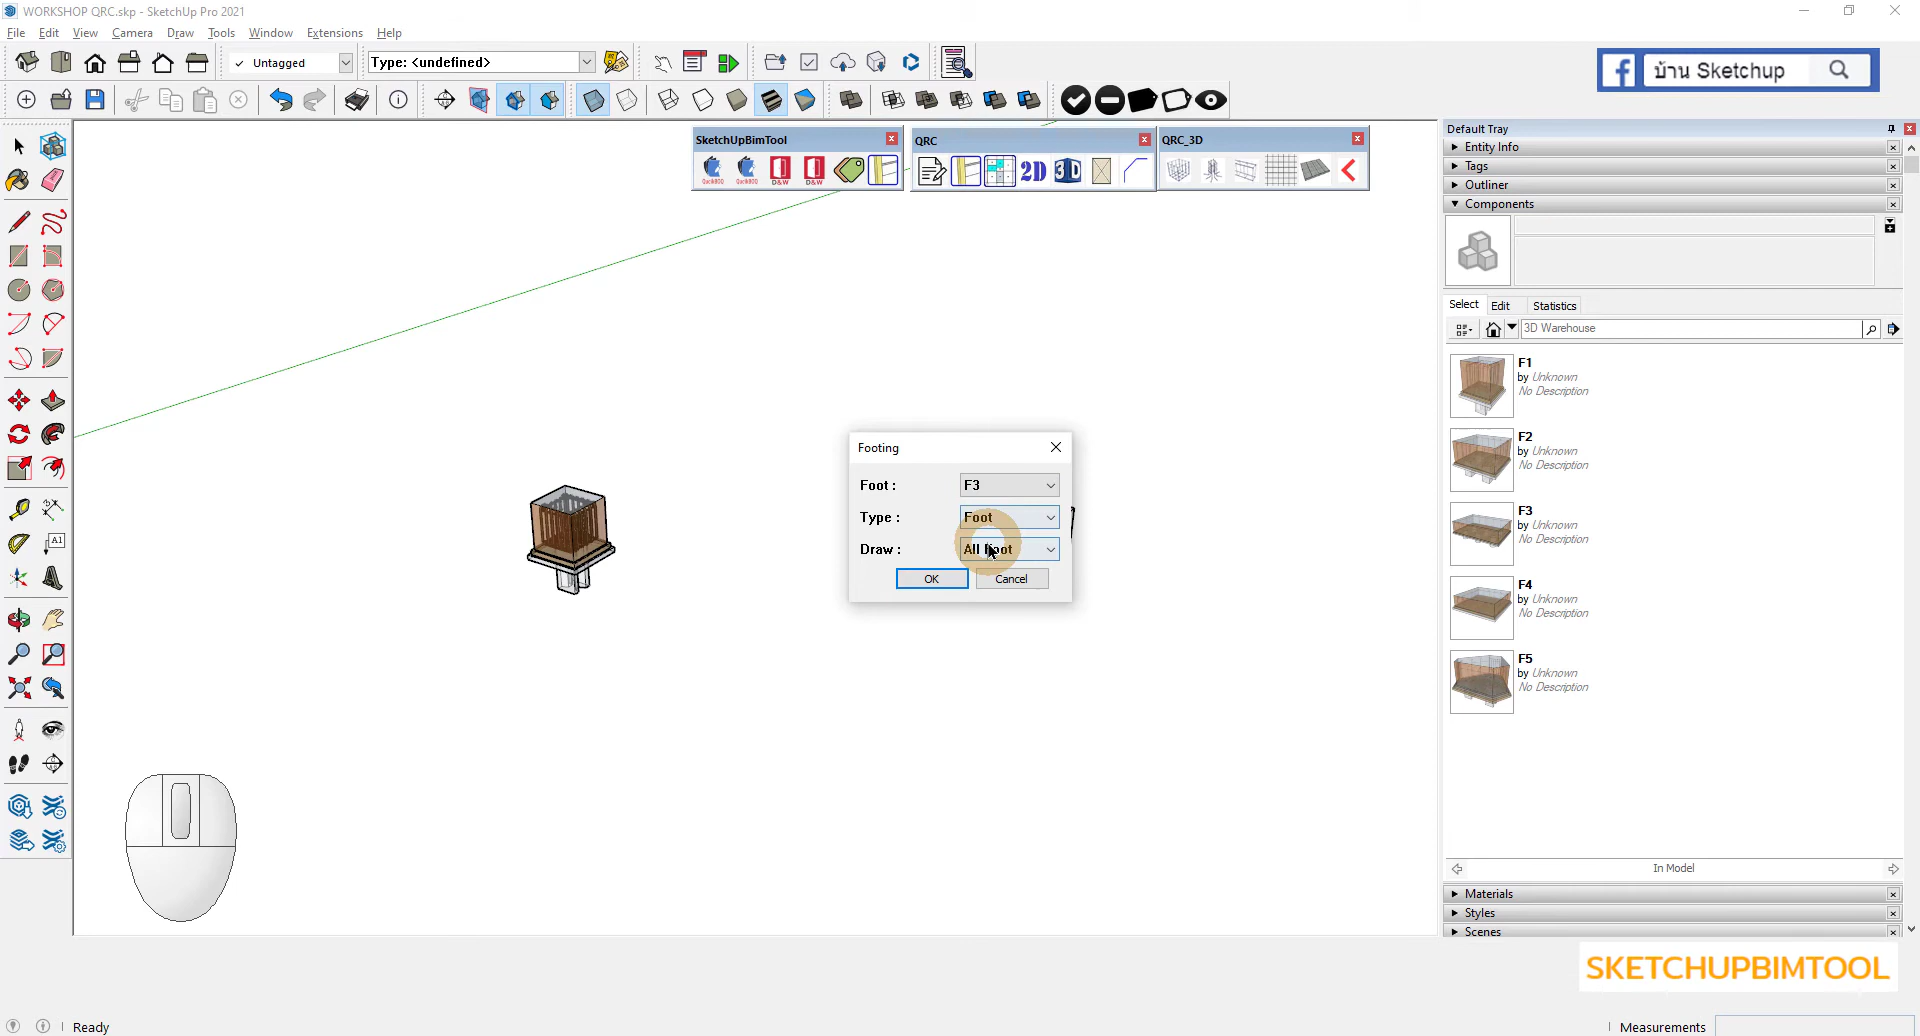 WORKSHOP QRC.skp - SketchUp Pro 2021
File Edit View Camera Draw Tools Window Extensions Help
Untagged
Type: <undefined>
บ้าน Sketchup
SketchUpBimTool
QRC
QRC_3D
D&W
D&W
2D
3D
A1
Default Tray
Entity Info
Tags
Outliner
Components
Select Edit Statistics
3D Warehouse
F1
by Unknown
No Description
F2
by Unknown
No Description
F3
by Unknown
No Description
F4
by Unknown
No Description
F5
by Unknown
No Description
In Model
Materials
Styles
Scenes
Footing
Foot : F3
Type : Foot
Draw : All Foot
OK Cancel
SKETCHUPBIMTOOL
Ready
Measurements